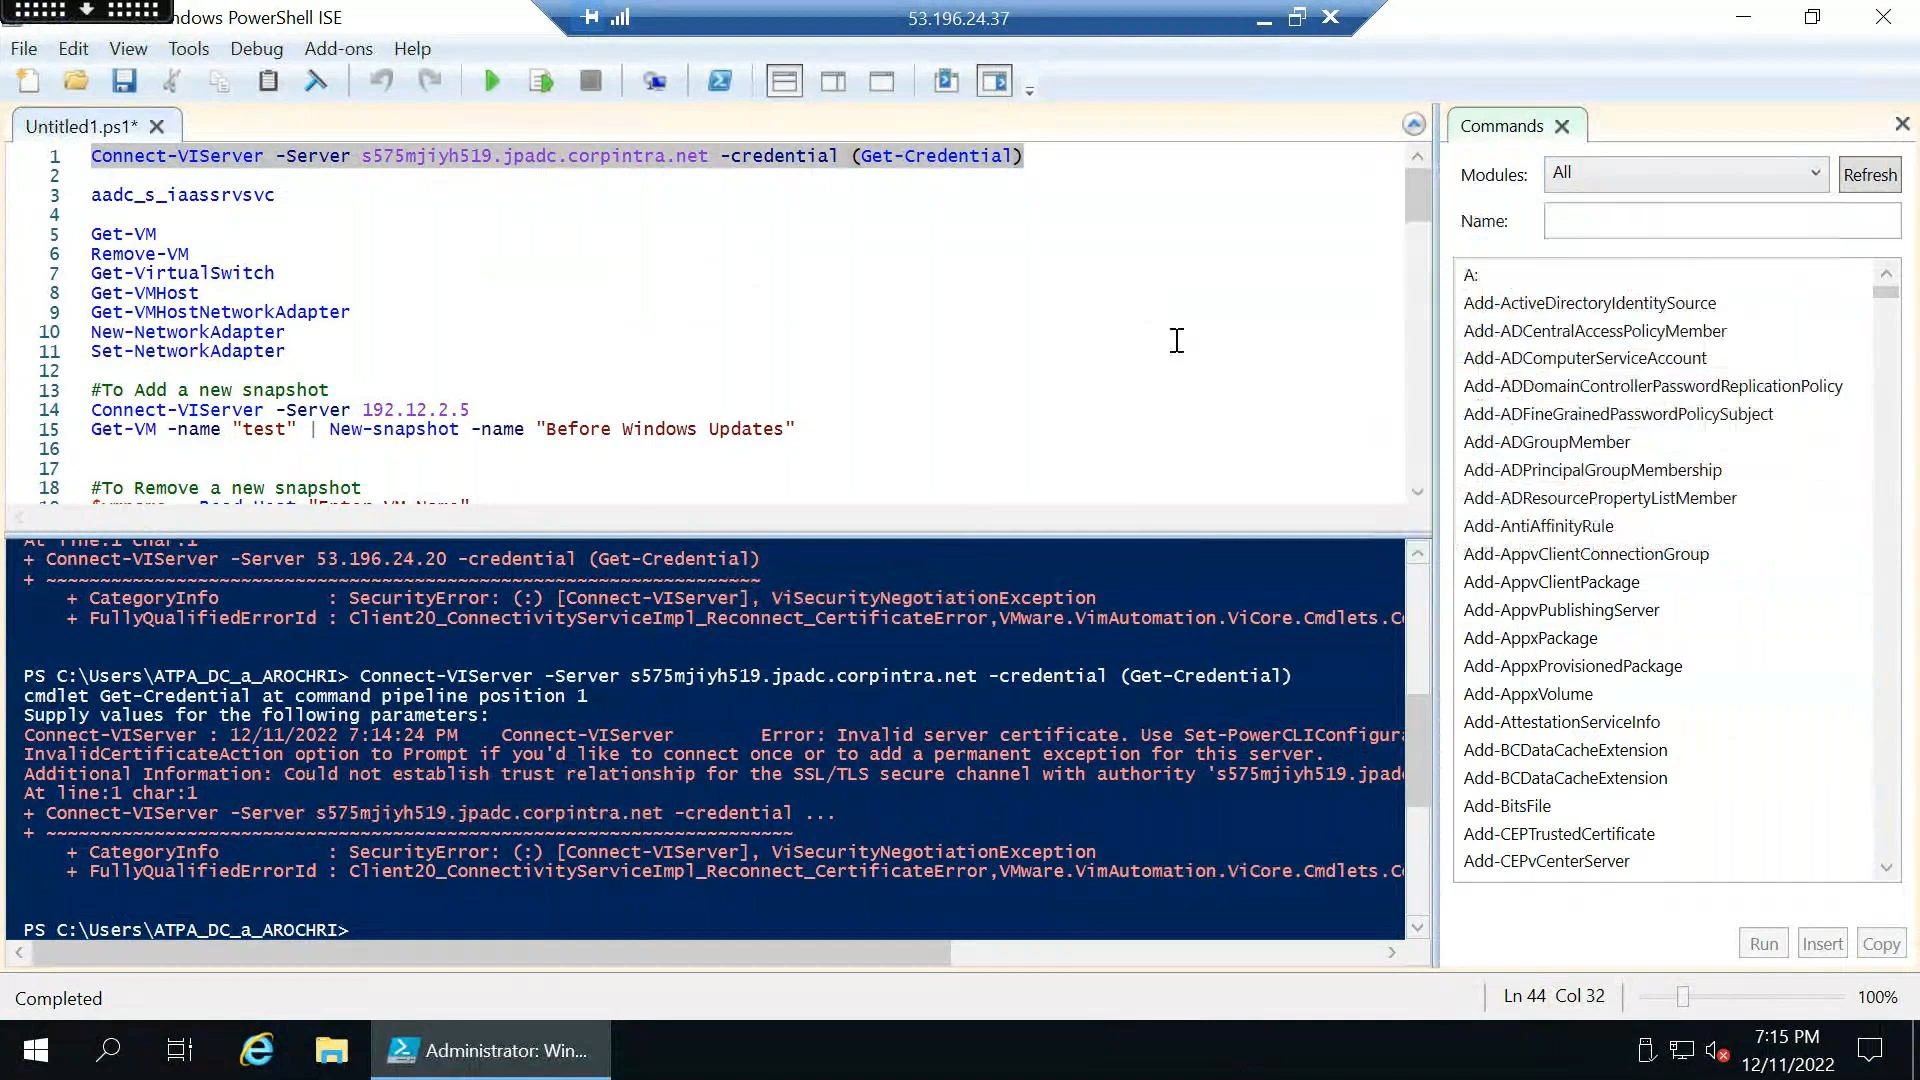 ndows PowerShell ISE
53.196.24.37
File Edit View Tools Debug Add-ons Help
Untitled1.ps1*
1 Connect-VIServer -Server s575mjiyh519.jpadc.corpintra.net -credential (Get-Credential)
2
3 aadc_s_iaassrvsvc
4
5 Get-VM
6 Remove-VM
7 Get-VirtualSwitch
8 Get-VMHost
9 Get-VMHostNetworkAdapter
10 New-NetworkAdapter
11 Set-NetworkAdapter
12
13 #To Add a new snapshot
14 Connect-VIServer -Server 192.12.2.5
15 Get-VM -name "test" | New-snapshot -name "Before Windows Updates"
16
17
18 #To Remove a new snapshot
At line:1 char:1
+ Connect-VIServer -Server 53.196.24.20 -credential (Get-Credential)
+ ~~~~~~~~~~~~~~~~~~~~~~~~~~~~~~~~~~~~~~~~~~~~~~~~~~~~~~~~~~~~~~~~~~
+ CategoryInfo : SecurityError: (:) [Connect-VIServer], ViSecurityNegotiationException
+ FullyQualifiedErrorId : Client20_ConnectivityServiceImpl_Reconnect_CertificateError,VMware.VimAutomation.ViCore.Cmdlets.Co
PS C:\Users\ATPA_DC_a_AROCHRI> Connect-VIServer -Server s575mjiyh519.jpadc.corpintra.net -credential (Get-Credential)
cmdlet Get-Credential at command pipeline position 1
Supply values for the following parameters:
Connect-VIServer : 12/11/2022 7:14:24 PM Connect-VIServer Error: Invalid server certificate. Use Set-PowerCLIConfigura
InvalidCertificateAction option to Prompt if you'd like to connect once or to add a permanent exception for this server.
Additional Information: Could not establish trust relationship for the SSL/TLS secure channel with authority 's575mjiyh519.jpad
At line:1 char:1
+ Connect-VIServer -Server s575mjiyh519.jpadc.corpintra.net -credential ...
+ ~~~~~~~~~~~~~~~~~~~~~~~~~~~~~~~~~~~~~~~~~~~~~~~~~~~~~~~~~~~~~~~~~~~~~
+ CategoryInfo : SecurityError: (:) [Connect-VIServer], ViSecurityNegotiationException
+ FullyQualifiedErrorId : Client20_ConnectivityServiceImpl_Reconnect_CertificateError,VMware.VimAutomation.ViCore.Cmdlets.Co
PS C:\Users\ATPA_DC_a_AROCHRI>
Commands
Modules: All Refresh
Name:
A:
Add-ActiveDirectoryIdentitySource
Add-ADCentralAccessPolicyMember
Add-ADComputerServiceAccount
Add-ADDomainControllerPasswordReplicationPolicy
Add-ADFineGrainedPasswordPolicySubject
Add-ADGroupMember
Add-ADPrincipalGroupMembership
Add-ADResourcePropertyListMember
Add-AntiAffinityRule
Add-AppvClientConnectionGroup
Add-AppvClientPackage
Add-AppvPublishingServer
Add-AppxPackage
Add-AppxProvisionedPackage
Add-AppxVolume
Add-AttestationServiceInfo
Add-BCDataCacheExtension
Add-BCDataCacheExtension
Add-BitsFile
Add-CEPTrustedCertificate
Add-CEPvCenterServer
Run Insert Copy
Completed
Ln 44 Col 32
100%
Administrator: Win...
7:15 PM
12/11/2022